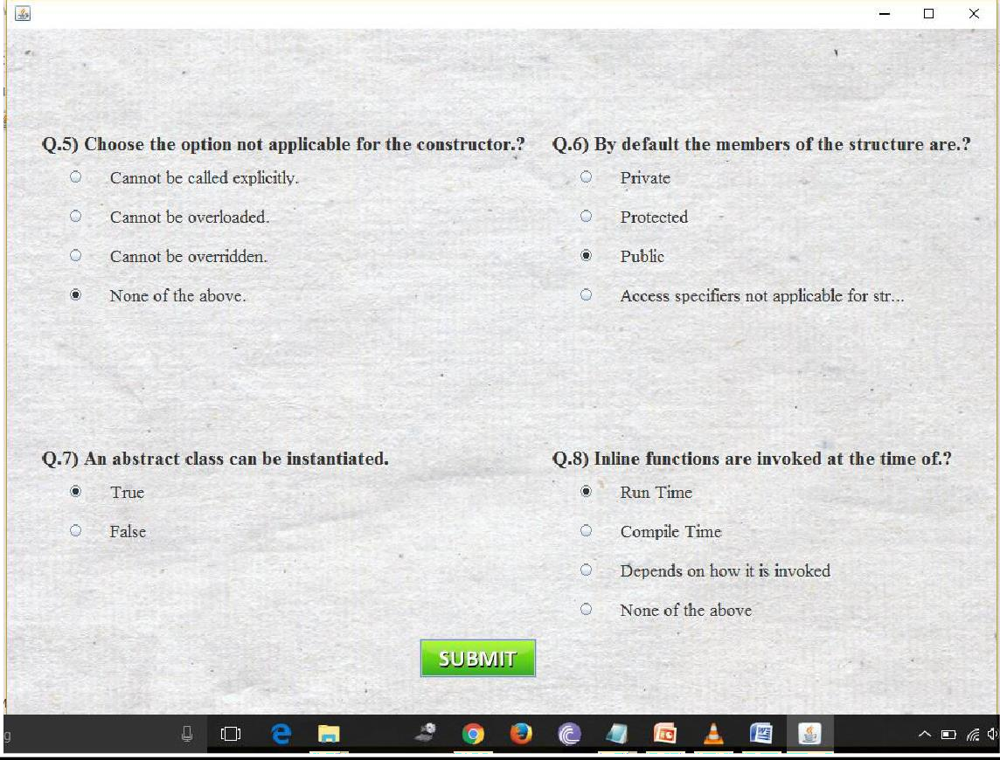 Q.5) Choose the option not applicable for the constructor.?
Cannot be called explicitly.
Cannot be overloaded.
Cannot be overridden.
None of the above.
Q.6) By default the members of the structure are.?
Private
Protected
Public
Access specifiers not applicable for str...
Q.7) An abstract class can be instantiated.
True
False
Q.8) Inline functions are invoked at the time of.?
Run Time
Compile Time
Depends on how it is invoked
None of the above
SUBMIT
g